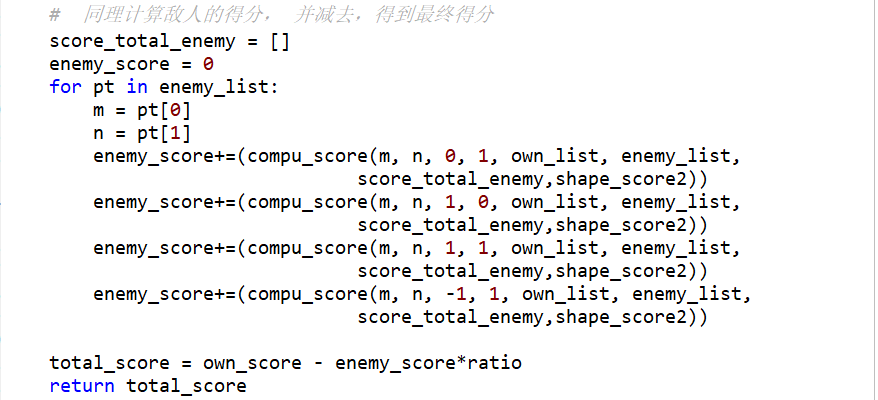 #  同理计算敌人的得分， 并减去，得到最终得分
score_total_enemy = []
enemy_score = 0
for pt in enemy_list:
    m = pt[0]
    n = pt[1]
    enemy_score+=(compu_score(m, n, 0, 1, own_list, enemy_list,
                            score_total_enemy,shape_score2))
    enemy_score+=(compu_score(m, n, 1, 0, own_list, enemy_list,
                            score_total_enemy,shape_score2))
    enemy_score+=(compu_score(m, n, 1, 1, own_list, enemy_list,
                            score_total_enemy,shape_score2))
    enemy_score+=(compu_score(m, n, -1, 1, own_list, enemy_list,
                            score_total_enemy,shape_score2))
total_score = own_score - enemy_score*ratio
return total_score